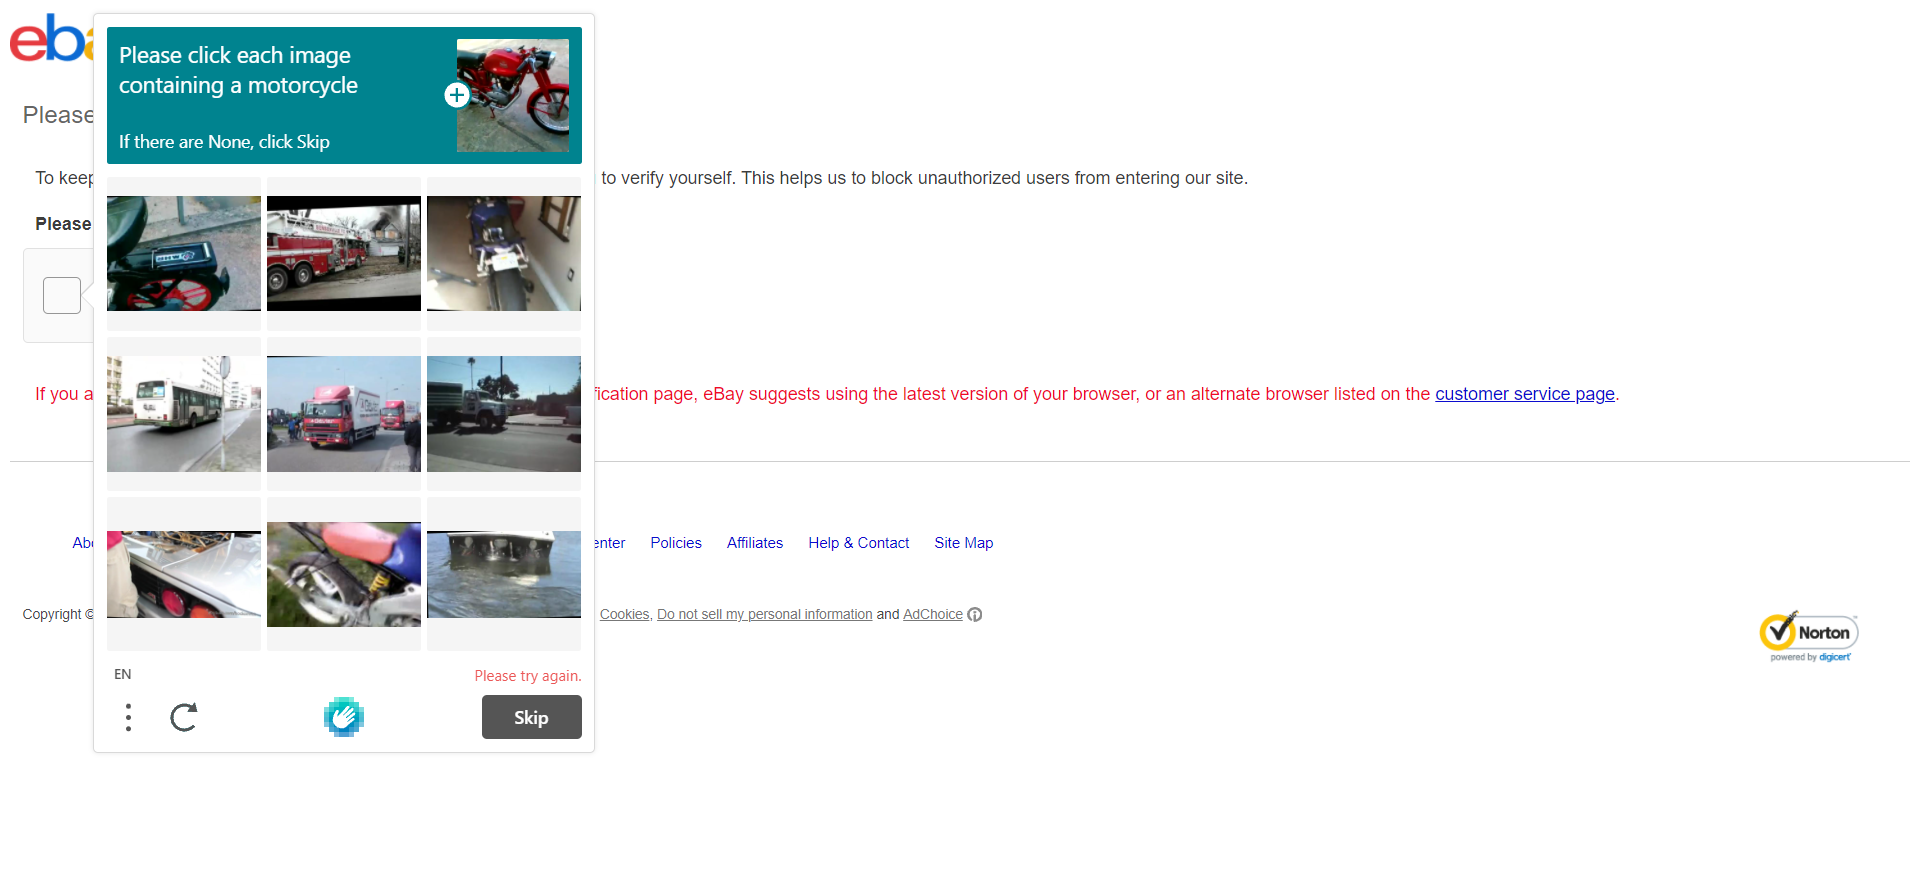 eba
Please click each image
containing a motorcycle
If there are None, click Skip
Please
To keep
to verify yourself. This helps us to block unauthorized users from entering our site.
Please
If you a
fication page, eBay suggests using the latest version of your browser, or an alternate browser listed on the customer service page.
Abo
enter Policies Affiliates Help & Contact Site Map
Copyright ©
Cookies, Do not sell my personal information and AdChoice
Norton
powered by digicert
EN
Please try again.
Skip